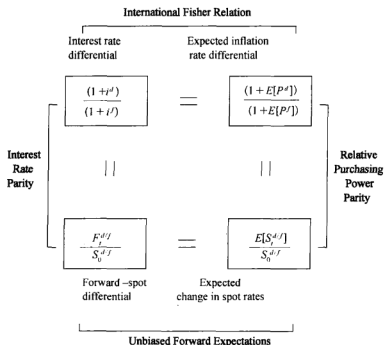 International Fisher Relation
Interest rate differential
Expected inflation rate differential
(1+i^d) / (1+i^f) = (1+E[P^d]) / (1+E[P^f])
Interest Rate Parity
||
||
Relative Purchasing Power Parity
F_t^{d/f} / S_0^{d/f} = E[S_t^{d/f}] / S_0^{d/f}
Forward –spot differential
Expected change in spot rates
Unbiased Forward Expectations